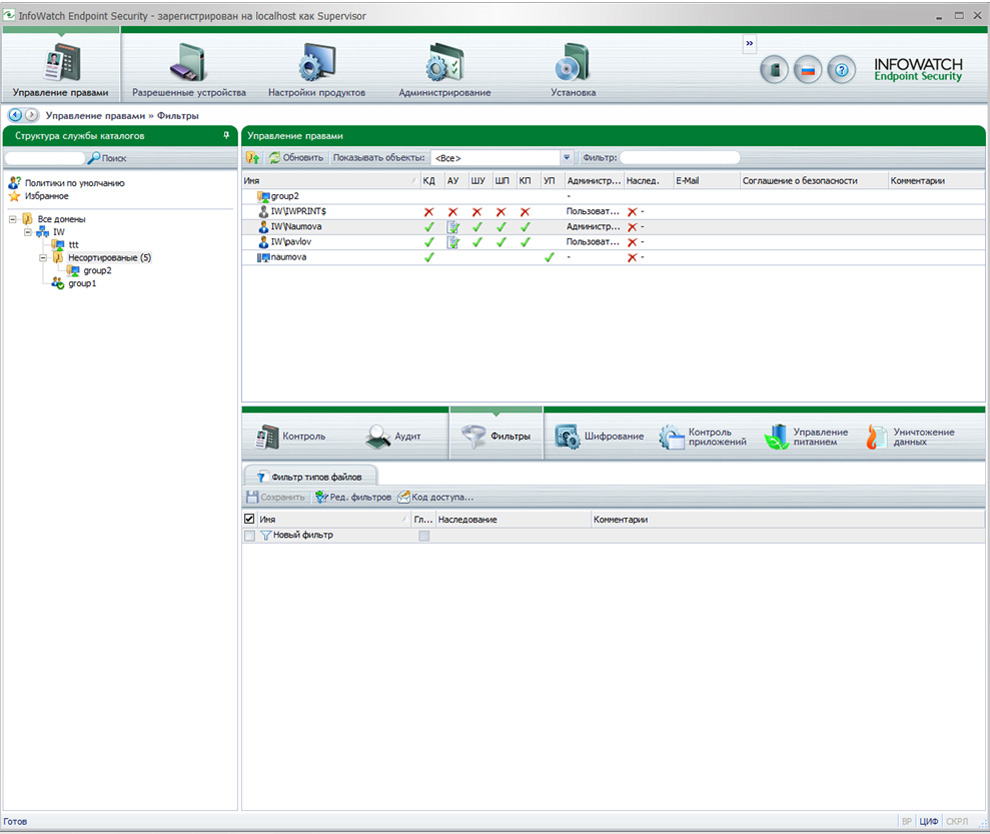 InfoWatch Endpoint Security - зарегистрирован на localhost как Supervisor
Управление правами Разрешенные устройства Настройки продуктов Администрирование Установка
»
INFOWATCH
Endpoint Security
Управление правами » Фильтры
Структура службы каталогов
Поиск
Политики по умолчанию
Избранное
Все домены
IW
ttt
Несортированые (5)
group2
group1
Управление правами
Обновить Показывать объекты: <Все> Фильтр:
Имя КД АУ ШУ ШП КП УП Администр... Наслед. E-Mail Соглашение о безопасности Комментарии
group2 -
IW\IWPRINT$ Пользоват... -
IW\Naumova Администр... -
IW\pavlov Пользоват... -
naumova - -
Контроль Аудит Фильтры Шифрование Контроль приложений Управление питанием Уничтожение данных
Фильтр типов файлов
Сохранить Ред. фильтров Код доступа...
Имя Гл... Наследование Комментарии
Новый фильтр
Готов ВР ЦИФ СКРЛ